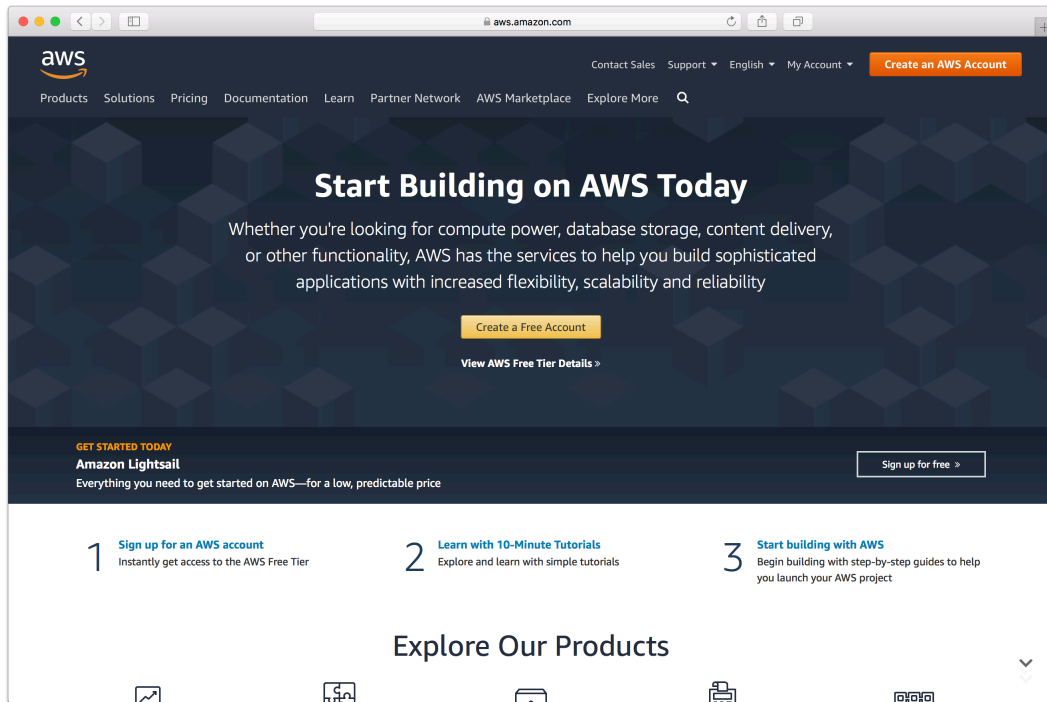 aws.amazon.com
aws
Contact Sales Support English My Account Create an AWS Account
Products Solutions Pricing Documentation Learn Partner Network AWS Marketplace Explore More
Start Building on AWS Today
Whether you're looking for compute power, database storage, content delivery,
or other functionality, AWS has the services to help you build sophisticated
applications with increased flexibility, scalability and reliability
Create a Free Account
View AWS Free Tier Details »
GET STARTED TODAY
Amazon Lightsail
Everything you need to get started on AWS—for a low, predictable price
Sign up for free »
1 Sign up for an AWS account
Instantly get access to the AWS Free Tier
2 Learn with 10-Minute Tutorials
Explore and learn with simple tutorials
3 Start building with AWS
Begin building with step-by-step guides to help
you launch your AWS project
Explore Our Products